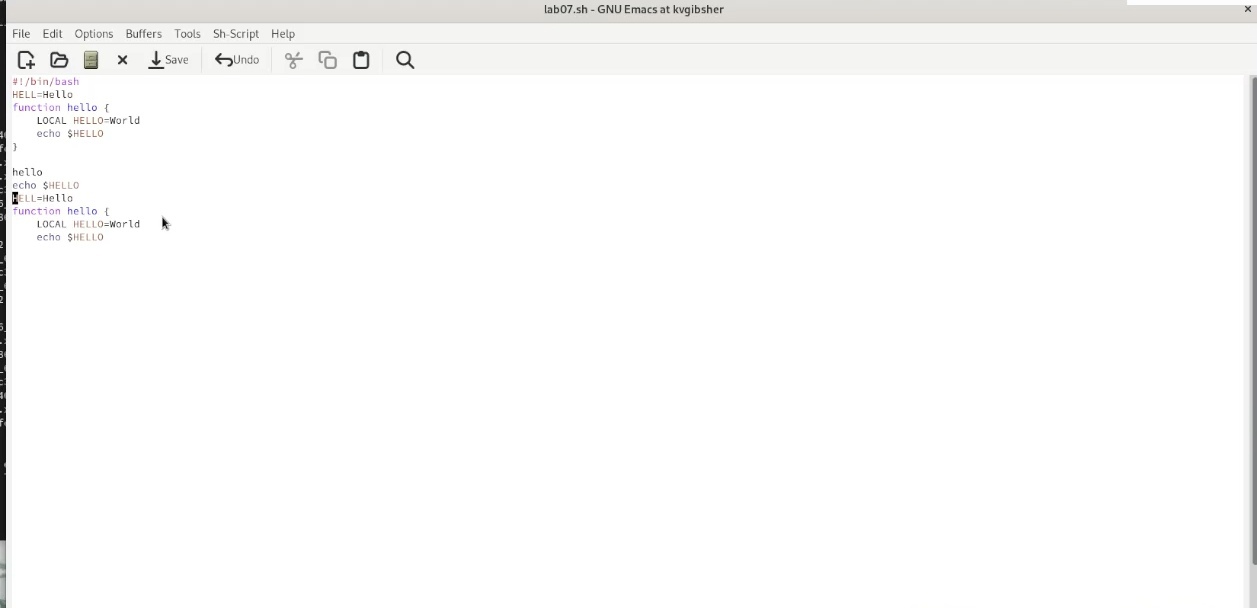 lab07.sh - GNU Emacs at kvgibsher
File Edit Options Buffers Tools Sh-Script Help
Save Undo
#!/bin/bash
HELL=Hello
function hello {
    LOCAL HELLO=World
    echo $HELLO
}
hello
echo $HELLO
HELL=Hello
function hello {
    LOCAL HELLO=World
    echo $HELLO